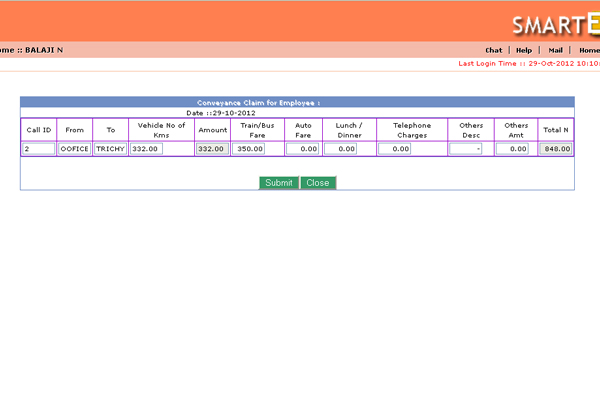 SMARTE
ome :: BALAJI N Chat | Help | Mail | Home
Last Login Time :: 29-Oct-2012 10:10:
Conveyance Claim for Employee :
Date ::29-10-2012
Call ID From To Vehicle No of Kms Amount Train/Bus Fare Auto Fare Lunch / Dinner Telephone Charges Others Desc Others Amt Total N
2 OOFICE TRICHY 332.00 332.00 350.00 0.00 0.00 0.00 - 0.00 848.00
Submit Close